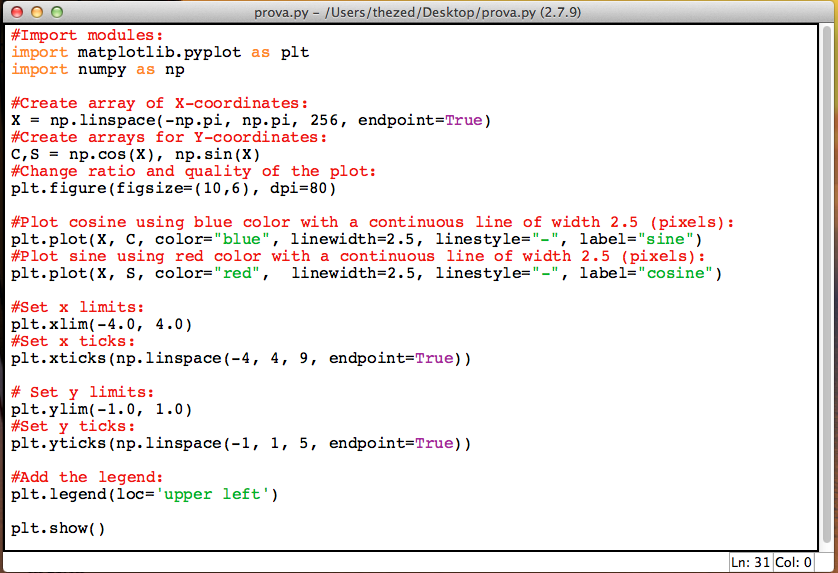 prova.py – /Users/thezed/Desktop/prova.py (2.7.9)
#Import modules:
import matplotlib.pyplot as plt
import numpy as np
#Create array of X-coordinates:
X = np.linspace(-np.pi, np.pi, 256, endpoint=True)
#Create arrays for Y-coordinates:
C,S = np.cos(X), np.sin(X)
#Change ratio and quality of the plot:
plt.figure(figsize=(10,6), dpi=80)
#Plot cosine using blue color with a continuous line of width 2.5 (pixels):
plt.plot(X, C, color="blue", linewidth=2.5, linestyle="-", label="sine")
#Plot sine using red color with a continuous line of width 2.5 (pixels):
plt.plot(X, S, color="red",  linewidth=2.5, linestyle="-", label="cosine")
#Set x limits:
plt.xlim(-4.0, 4.0)
#Set x ticks:
plt.xticks(np.linspace(-4, 4, 9, endpoint=True))
# Set y limits:
plt.ylim(-1.0, 1.0)
#Set y ticks:
plt.yticks(np.linspace(-1, 1, 5, endpoint=True))
#Add the legend:
plt.legend(loc='upper left')
plt.show()
Ln: 31 Col: 0